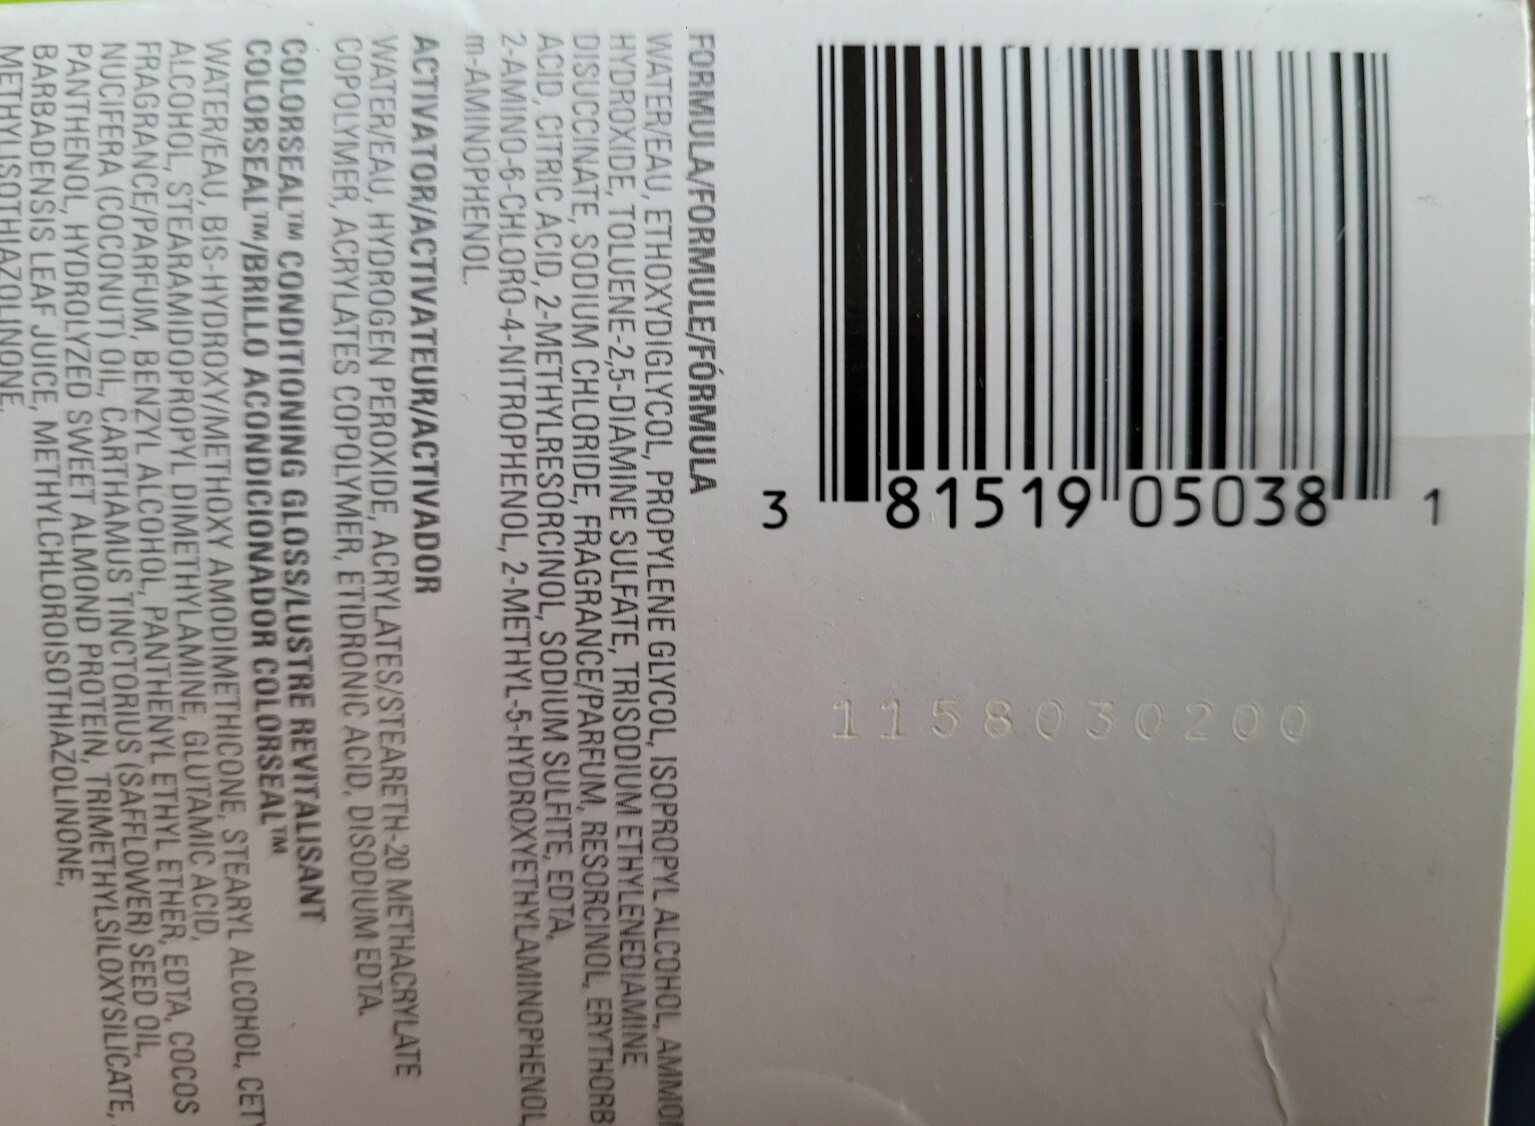 3 81519 05038 1
1158030200
FORMULA/FORMULE/FÓRMULA
WATER/EAU, ETHOXYDIGLYCOL, PROPYLENE GLYCOL, ISOPROPYL ALCOHOL,
HYDROXIDE, TOLUENE-2,5-DIAMINE SULFATE, TRISODIUM ETHYLENEDIAMINE
DISUCCINATE, SODIUM CHLORIDE, FRAGRANCE/PARFUM, RESORCINOL,
ACID, CITRIC ACID, 2-METHYLRESORCINOL, SODIUM SULFITE, EDTA,
2-AMINO-6-CHLORO-4-NITROPHENOL, 2-METHYL-5-HYDROXYETHYLAMINOPHENOL,
m-AMINOPHENOL.
ACTIVATOR/ACTIVATEUR/ACTIVADOR
WATER/EAU, HYDROGEN PEROXIDE, ACRYLATES/STEARETH-20 METHACRYLATE
COPOLYMER, ACRYLATES COPOLYMER, ETIDRONIC ACID, DISODIUM EDTA.
COLORSEAL™ CONDITIONING GLOSS/LUSTRE REVITALISANT
COLORSEAL™/BRILLO ACONDICIONADOR COLORSEAL™
WATER/EAU, BIS-HYDROXY/METHOXY AMODIMETHICONE, STEARYL ALCOHOL,
ALCOHOL, STEARAMIDOPROPYL DIMETHYLAMINE, GLUTAMIC ACID,
FRAGRANCE/PARFUM, BENZYL ALCOHOL, PANTHENYL ETHYL ETHER, EDTA, COCOS
NUCIFERA (COCONUT) OIL, CARTHAMUS TINCTORIUS (SAFFLOWER) SEED OIL,
PANTHENOL, HYDROLYZED SWEET ALMOND PROTEIN, TRIMETHYLSILOXYSILICATE,
BARBADENSIS LEAF JUICE, METHYLCHLOROISOTHIAZOLINONE,
METHYLISOTHIAZOLINONE.